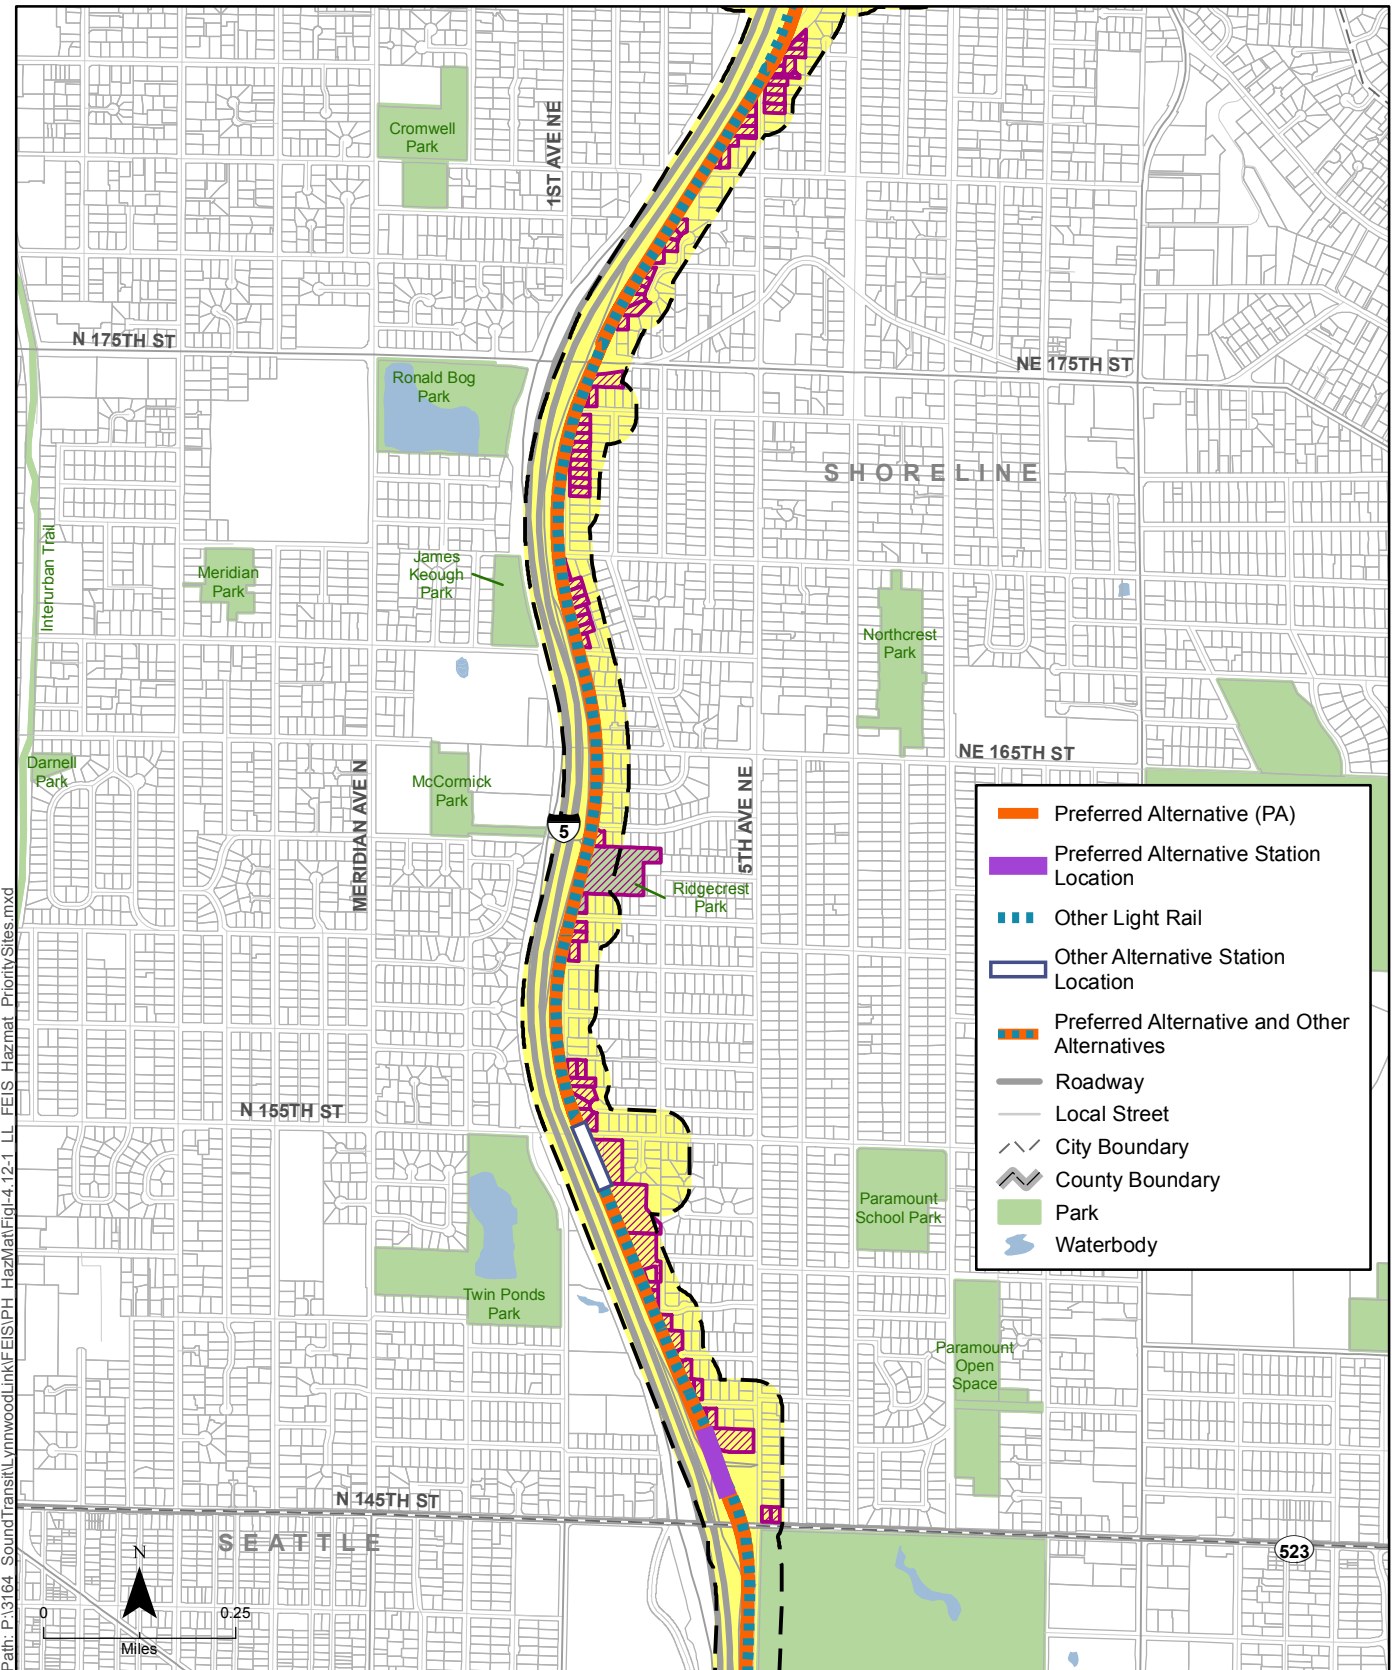 Cromwell
Park
1ST AVE NE
N 175TH ST
NE 175TH ST
Ronald Bog
Park
SHORELINE
Interurban Trail
Meridian
Park
James
Keough
Park
Northcrest
Park
NE 165TH ST
Darnell
Park
MERIDIAN AVE N
McCormick
Park
5
5TH AVE NE
Ridgecrest
Park
Preferred Alternative (PA)
Preferred Alternative Station
Location
Other Light Rail
Other Alternative Station
Location
Preferred Alternative and Other
Alternatives
Roadway
Local Street
City Boundary
County Boundary
Park
Waterbody
N 155TH ST
Paramount
School Park
Twin Ponds
Park
Paramount
Open
Space
N 145TH ST
SEATTLE
523
N
0
0.25
Miles
Path: P:\3164_SoundTransit\LynnwoodLink\FEIS\PH_HazMat\FigI-4.12-1_LL_FEIS_Hazmat_PrioritySites.mxd